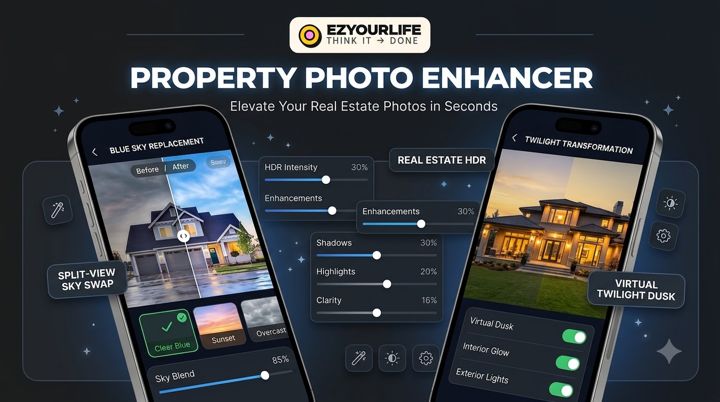 EZYOURLIFE
THINK IT → DONE
PROPERTY PHOTO ENHANCER
Elevate Your Real Estate Photos in Seconds
BLUE SKY REPLACEMENT
Before / After
SPLIT-VIEW
SKY SWAP
Clear Blue
Sunset
Overcast
Sky Blend 85%
HDR Intensity 30%
Enhancements
REAL ESTATE HDR
Enhancements 30%
Shadows 30%
Highlights 20%
Clarity 16%
TWILIGHT TRANSFORMATION
VIRTUAL
TWILIGHT DUSK
Virtual Dusk
Interior Glow
Exterior Lights